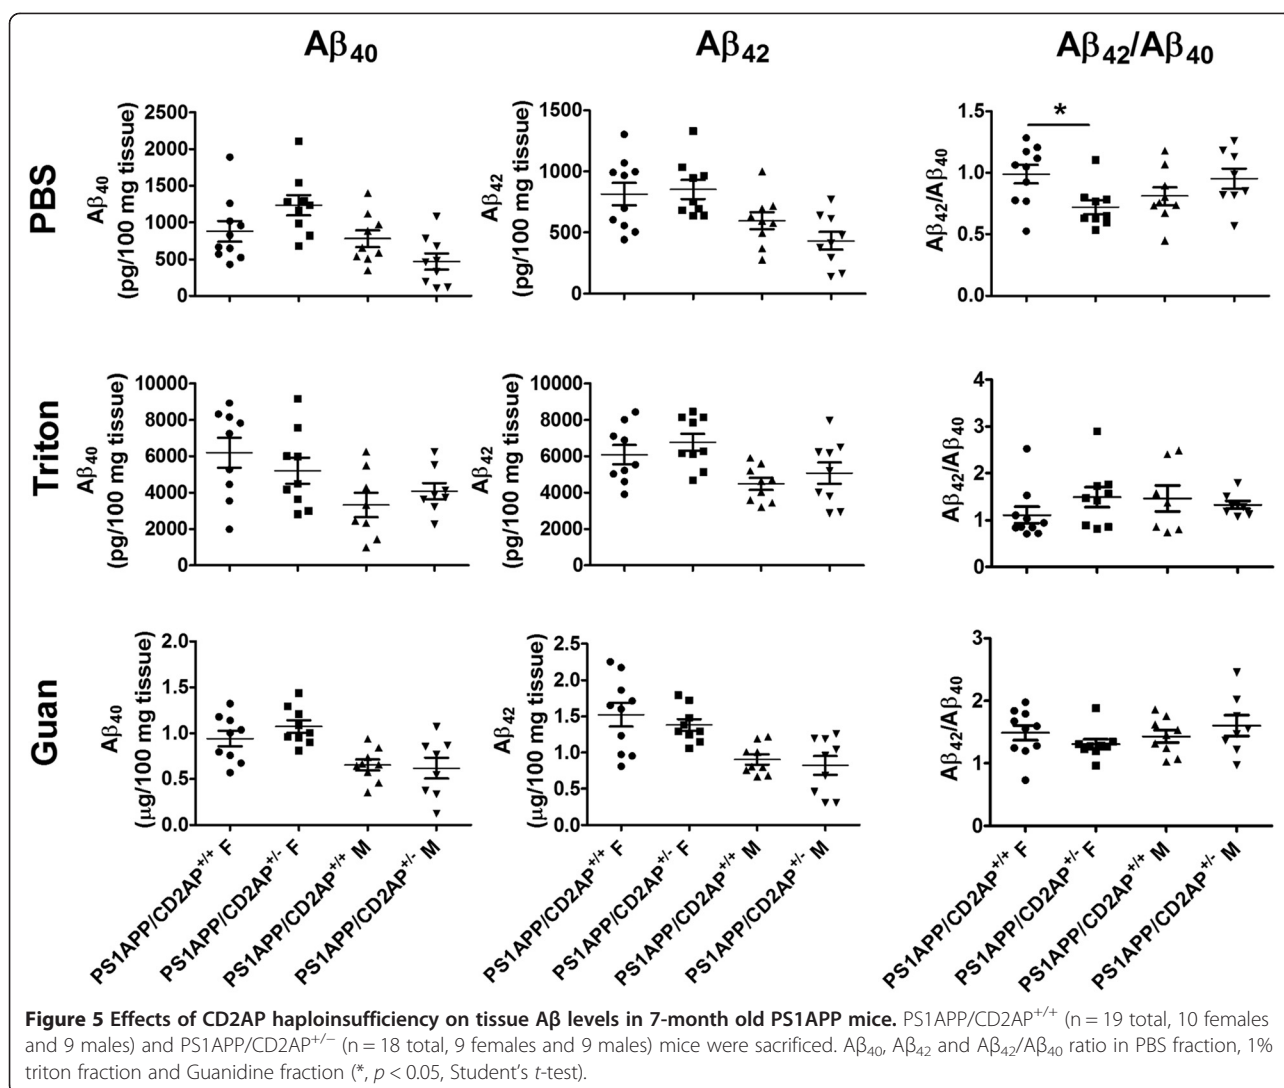 Aβ40 Aβ42 Aβ42/Aβ40
PBS
Aβ40
(pg/100 mg tissue)
2500
2000
1500
1000
500
0
Aβ42
(pg/100 mg tissue)
1500
1000
500
0
Aβ42/Aβ40
1.5
1.0
0.5
0.0
*
Triton
Aβ40
(pg/100 mg tissue)
10000
8000
6000
4000
2000
0
Aβ42
(pg/100 mg tissue)
10000
8000
6000
4000
2000
0
Aβ42/Aβ40
4
3
2
1
0
Guan
Aβ40
(μg/100 mg tissue)
2.0
1.5
1.0
0.5
0.0
Aβ42
(μg/100 mg tissue)
2.5
2.0
1.5
1.0
0.5
0.0
Aβ42/Aβ40
3
2
1
0
PS1APP/CD2AP+/+ F
PS1APP/CD2AP+/- F
PS1APP/CD2AP+/+ M
PS1APP/CD2AP+/- M
PS1APP/CD2AP+/+ F
PS1APP/CD2AP+/- F
PS1APP/CD2AP+/+ M
PS1APP/CD2AP+/- M
PS1APP/CD2AP+/+ F
PS1APP/CD2AP+/- F
PS1APP/CD2AP+/+ M
PS1APP/CD2AP+/- M
Figure 5 Effects of CD2AP haploinsufficiency on tissue Aβ levels in 7-month old PS1APP mice. PS1APP/CD2AP+/+ (n = 19 total, 10 females
and 9 males) and PS1APP/CD2AP+/− (n = 18 total, 9 females and 9 males) mice were sacrificed. Aβ40, Aβ42 and Aβ42/Aβ40 ratio in PBS fraction, 1%
triton fraction and Guanidine fraction (*, p < 0.05, Student's t-test).